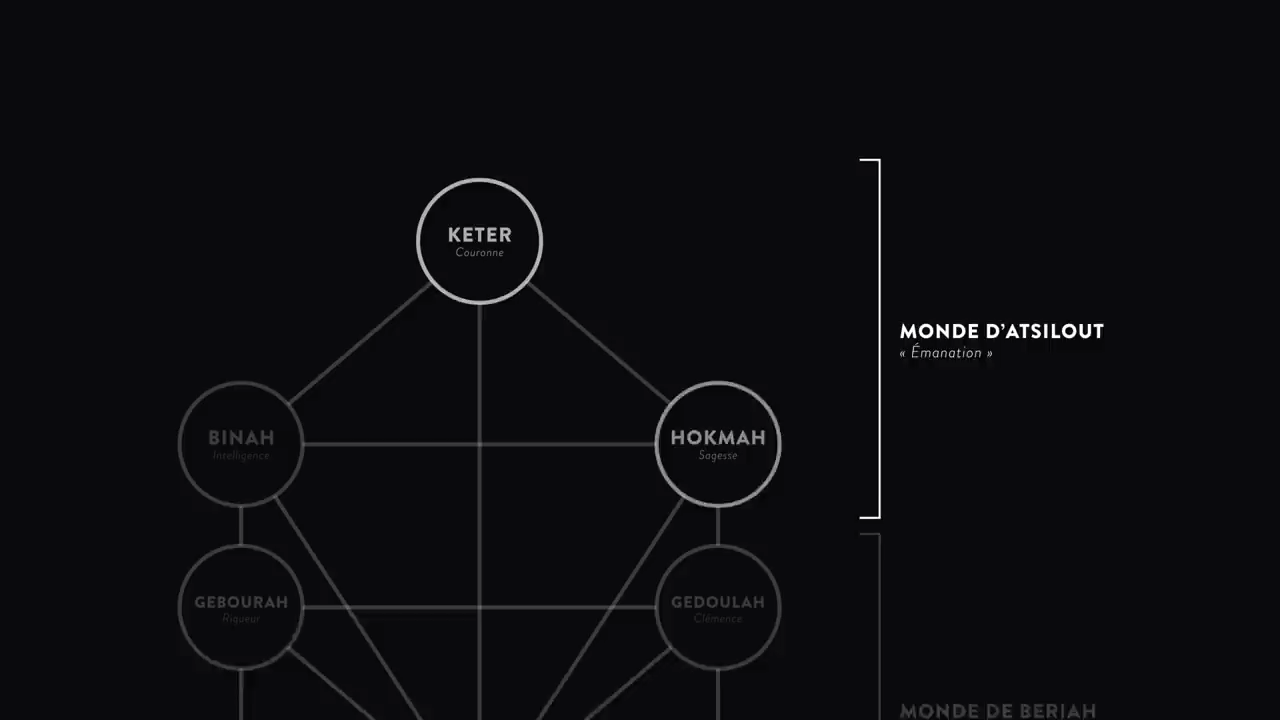 KETER
Couronne
MONDE D’ATSILOUT
« Émanation »
BINAH
Intelligence
HOKMAH
Sagesse
GEBOURAH
Rigueur
GEDOULAH
Clémence
MONDE DE BERIAH